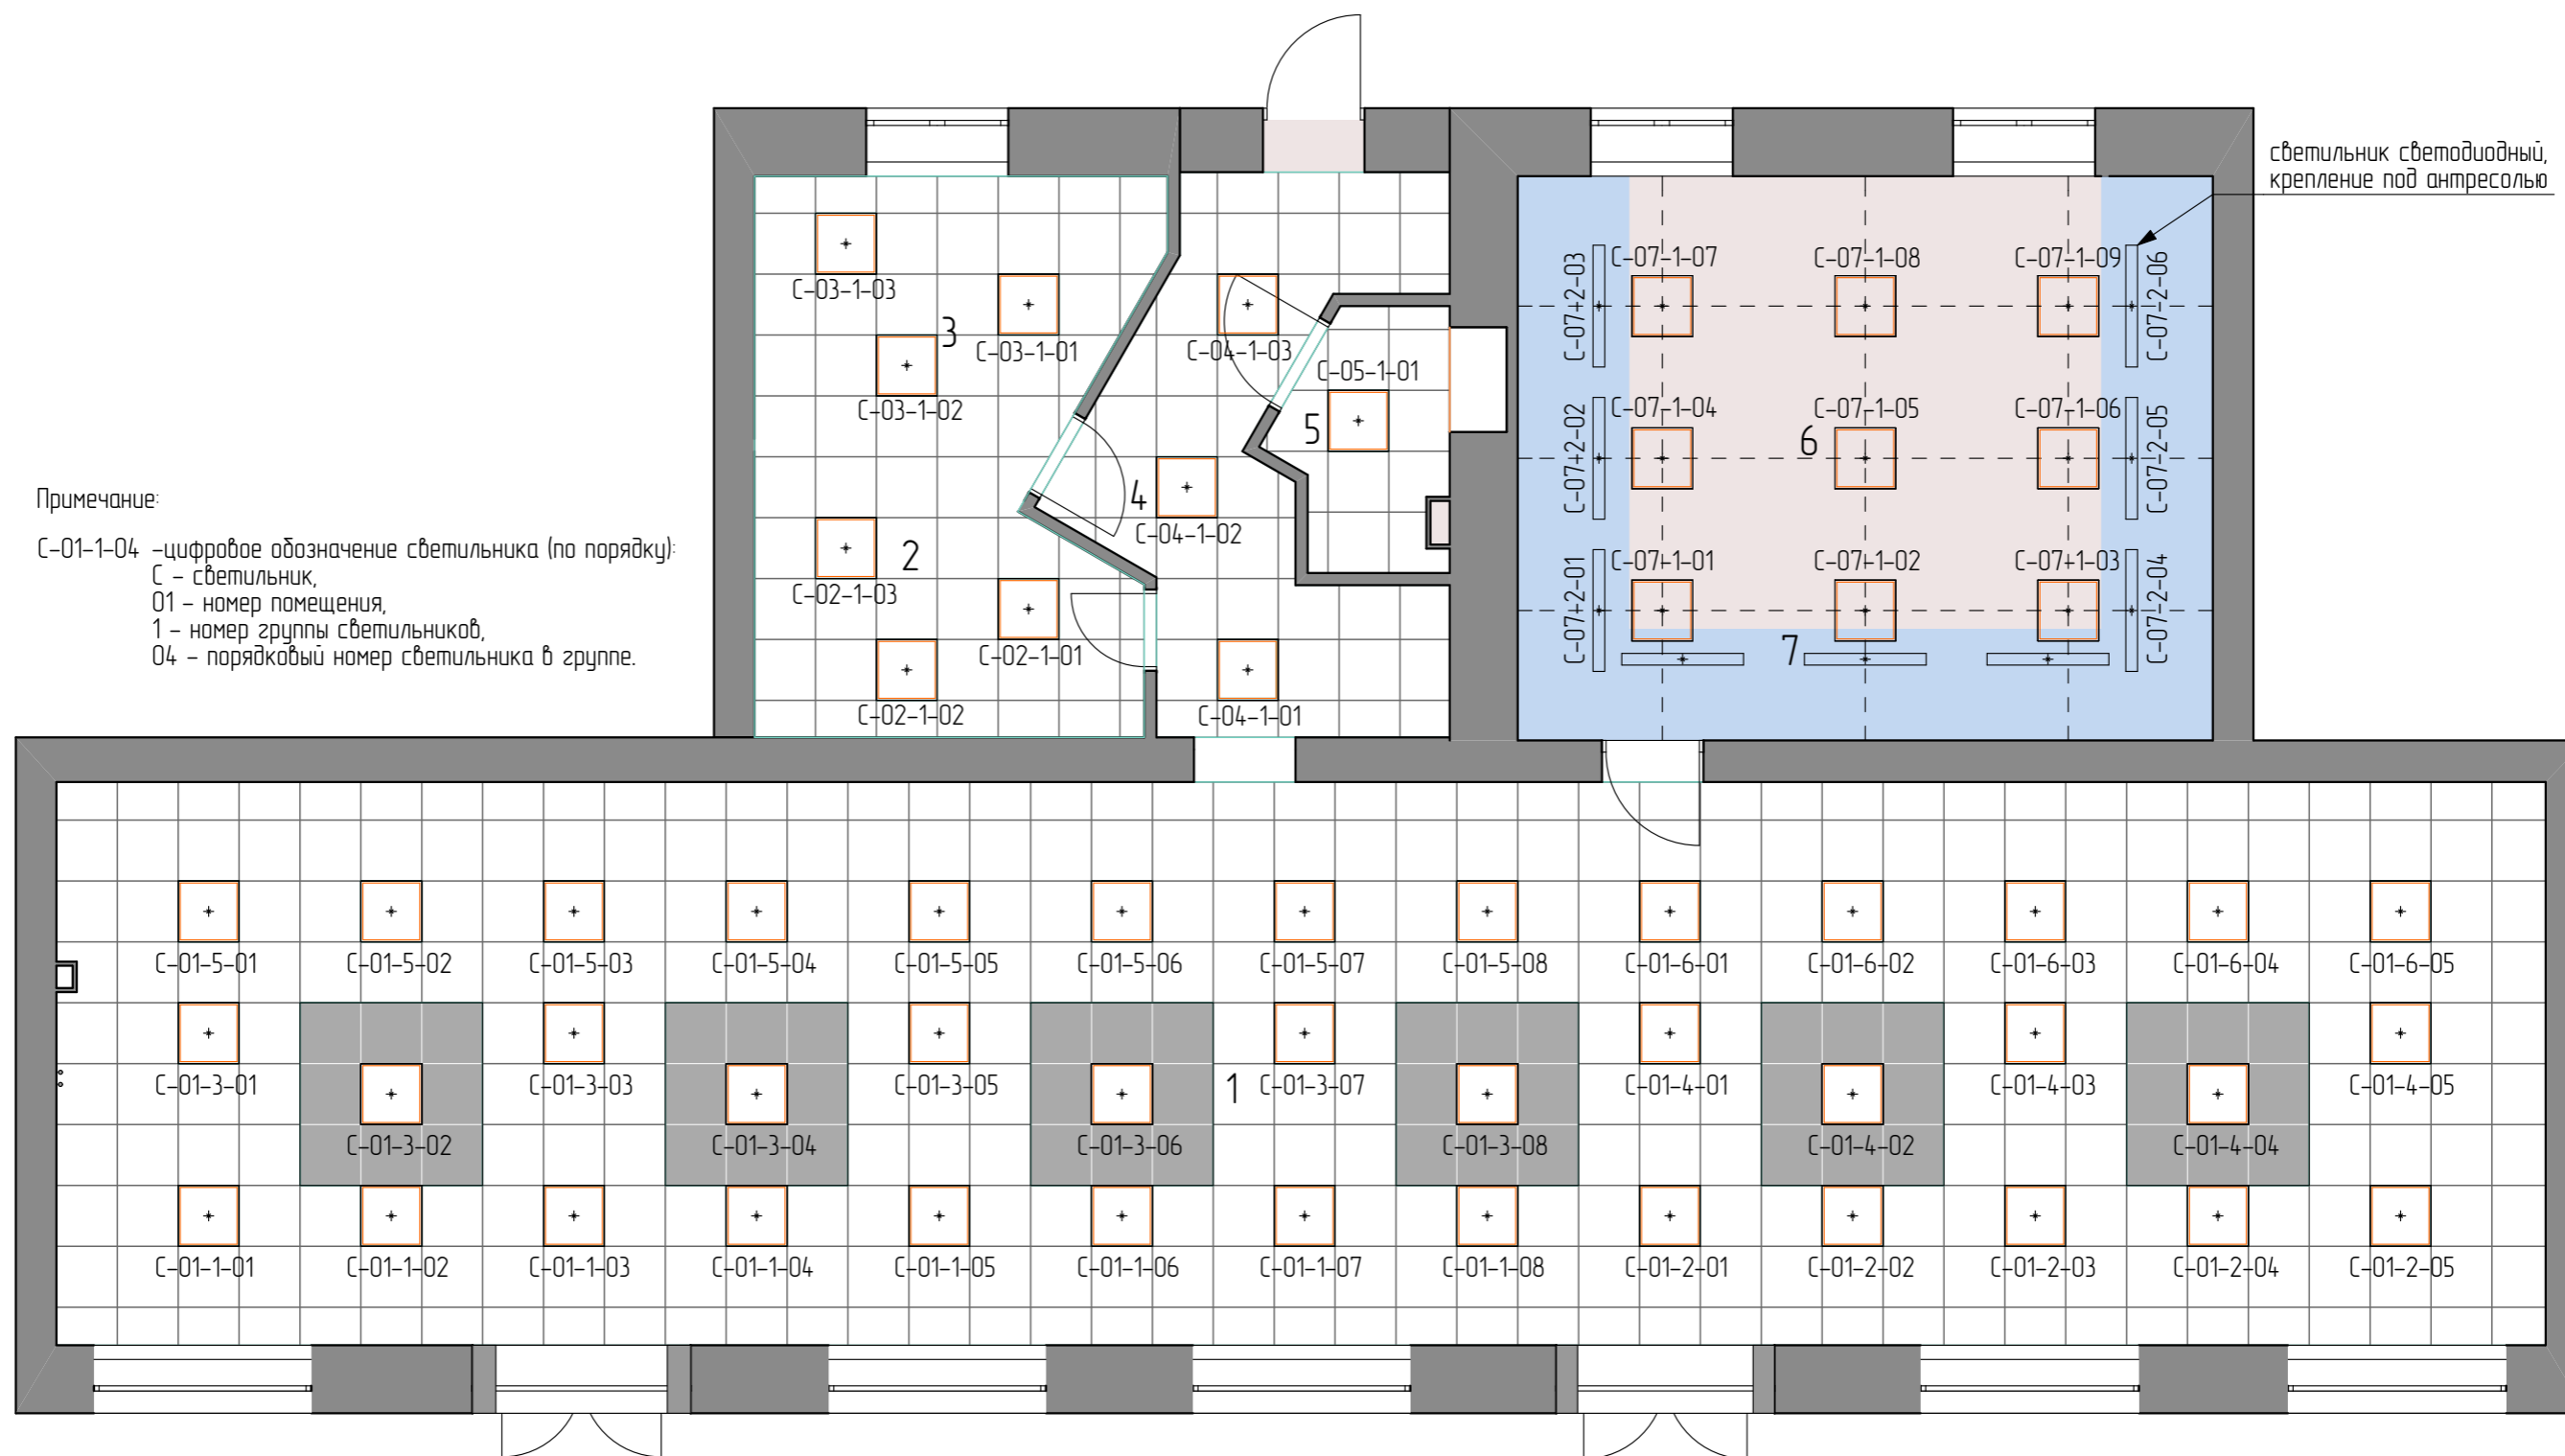 светильник светодиодный,
крепление под антресолью
С-03-1-03
3
С-03-1-01
С-03-1-02
С-04-1-03
С-05-1-01
5
4
С-04-1-02
2
С-02-1-03
С-02-1-01
С-02-1-02
С-04-1-01
С-07-2-03
С-07-1-07
С-07-1-08
С-07-1-09
С-07-2-06
С-07-2-02
С-07-1-04
С-07-1-05
С-07-1-06
С-07-2-05
6
С-07-2-01
С-07-1-01
С-07-1-02
С-07-1-03
С-07-2-04
7
Примечание:
С-01-1-04 -цифровое обозначение светильника (по порядку):
С - светильник,
01 - номер помещения,
1 - номер группы светильников,
04 - порядковый номер светильника в группе.
С-01-5-01 С-01-5-02 С-01-5-03 С-01-5-04 С-01-5-05 С-01-5-06 С-01-5-07 С-01-5-08 С-01-6-01 С-01-6-02 С-01-6-03 С-01-6-04 С-01-6-05
С-01-3-01 С-01-3-03 С-01-3-05 1 С-01-3-07 С-01-4-01 С-01-4-03 С-01-4-05
С-01-3-02 С-01-3-04 С-01-3-06 С-01-3-08 С-01-4-02 С-01-4-04
С-01-1-01 С-01-1-02 С-01-1-03 С-01-1-04 С-01-1-05 С-01-1-06 С-01-1-07 С-01-1-08 С-01-2-01 С-01-2-02 С-01-2-03 С-01-2-04 С-01-2-05